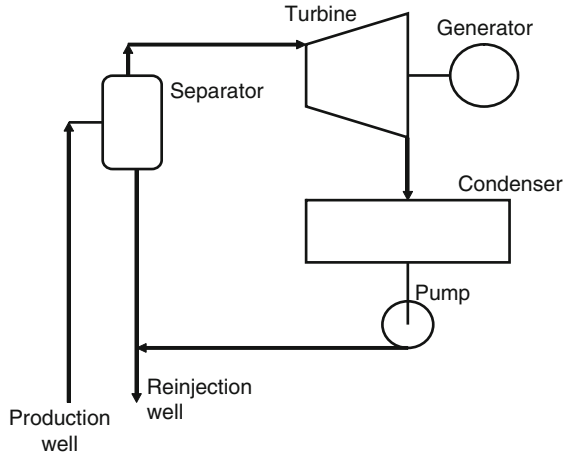 Turbine
Generator
Separator
Condenser
Pump
Reinjection
well
Production
well